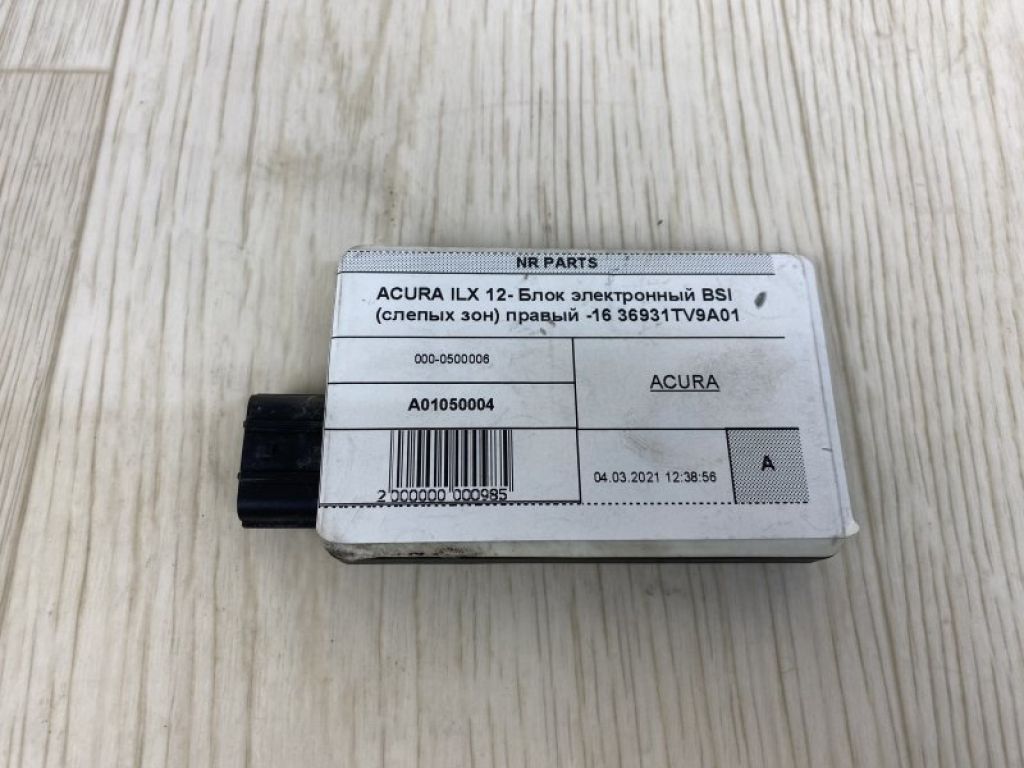 NR PARTS
ACURA ILX 12- Блок электронный BSI
(слепых зон) правый -16 36931TV9A01
000-0500006
ACURA
A01050004
2 000000 000985
04.03.2021 12:38:56
A